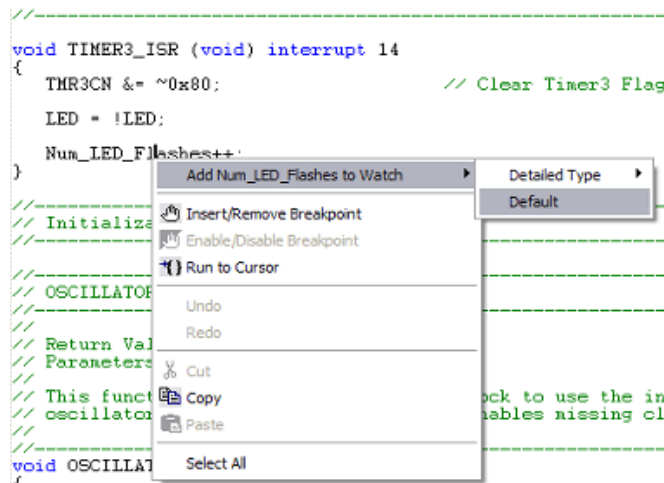 //------------------------------------------------------------
void TIMER3_ISR (void) interrupt 14
{
TMR3CN &= ~0x80; // Clear Timer3 Flag
LED = !LED;
Num_LED_Flashes++;
}
Add Num_LED_Flashes to Watch
Detailed Type
Default
Insert/Remove Breakpoint
Enable/Disable Breakpoint
Run to Cursor
Undo
Redo
Cut
Copy
Paste
Select All
//------------------------------------------------------------
// Initializa
//------------------------------------------------------------
//------------------------------------------------------------
// OSCILLATOR
//------------------------------------------------------------
//
// Return Val
// Parameters
//
// This funct ock to use the in
// oscillator nables missing cl
//
//------------------------------------------------------------
void OSCILLAT
{